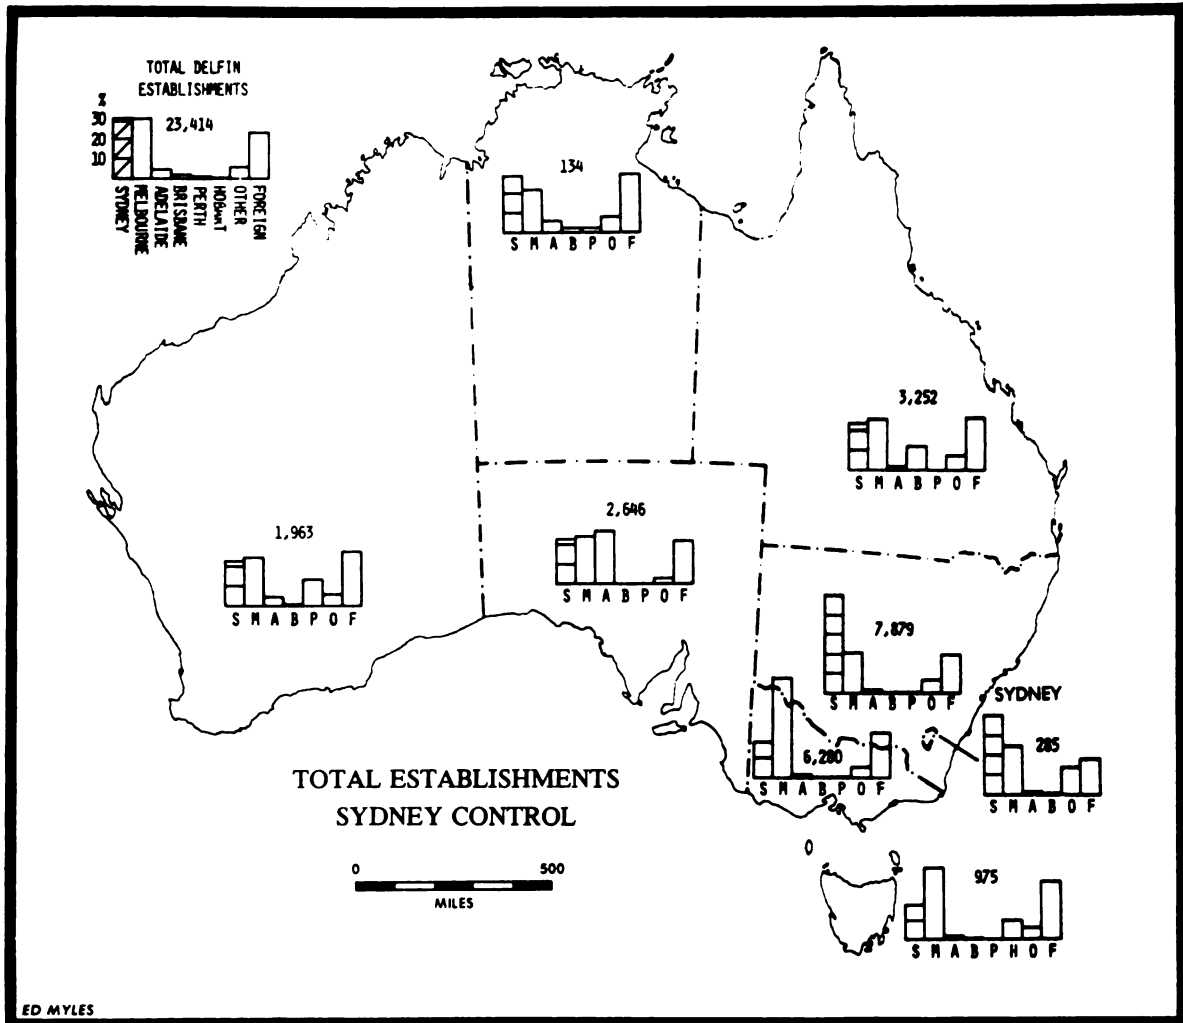 TOTAL DELFIN
ESTABLISHMENTS
%
30
20
10
23,414
SYDNEY
MELBOURNE
ADELAIDE
BRISBANE
PERTH
HOBART
OTHER
FOREIGN
134
S M A B P O F
3,252
S M A B P O F
1,963
S M A B P O F
2,646
S M A B P O F
7,879
S M A B P O F
SYDNEY
6,280
S M A B P O F
285
S M A B O F
TOTAL ESTABLISHMENTS
SYDNEY CONTROL
0 500
MILES
975
S M A B P H O F
ED MYLES